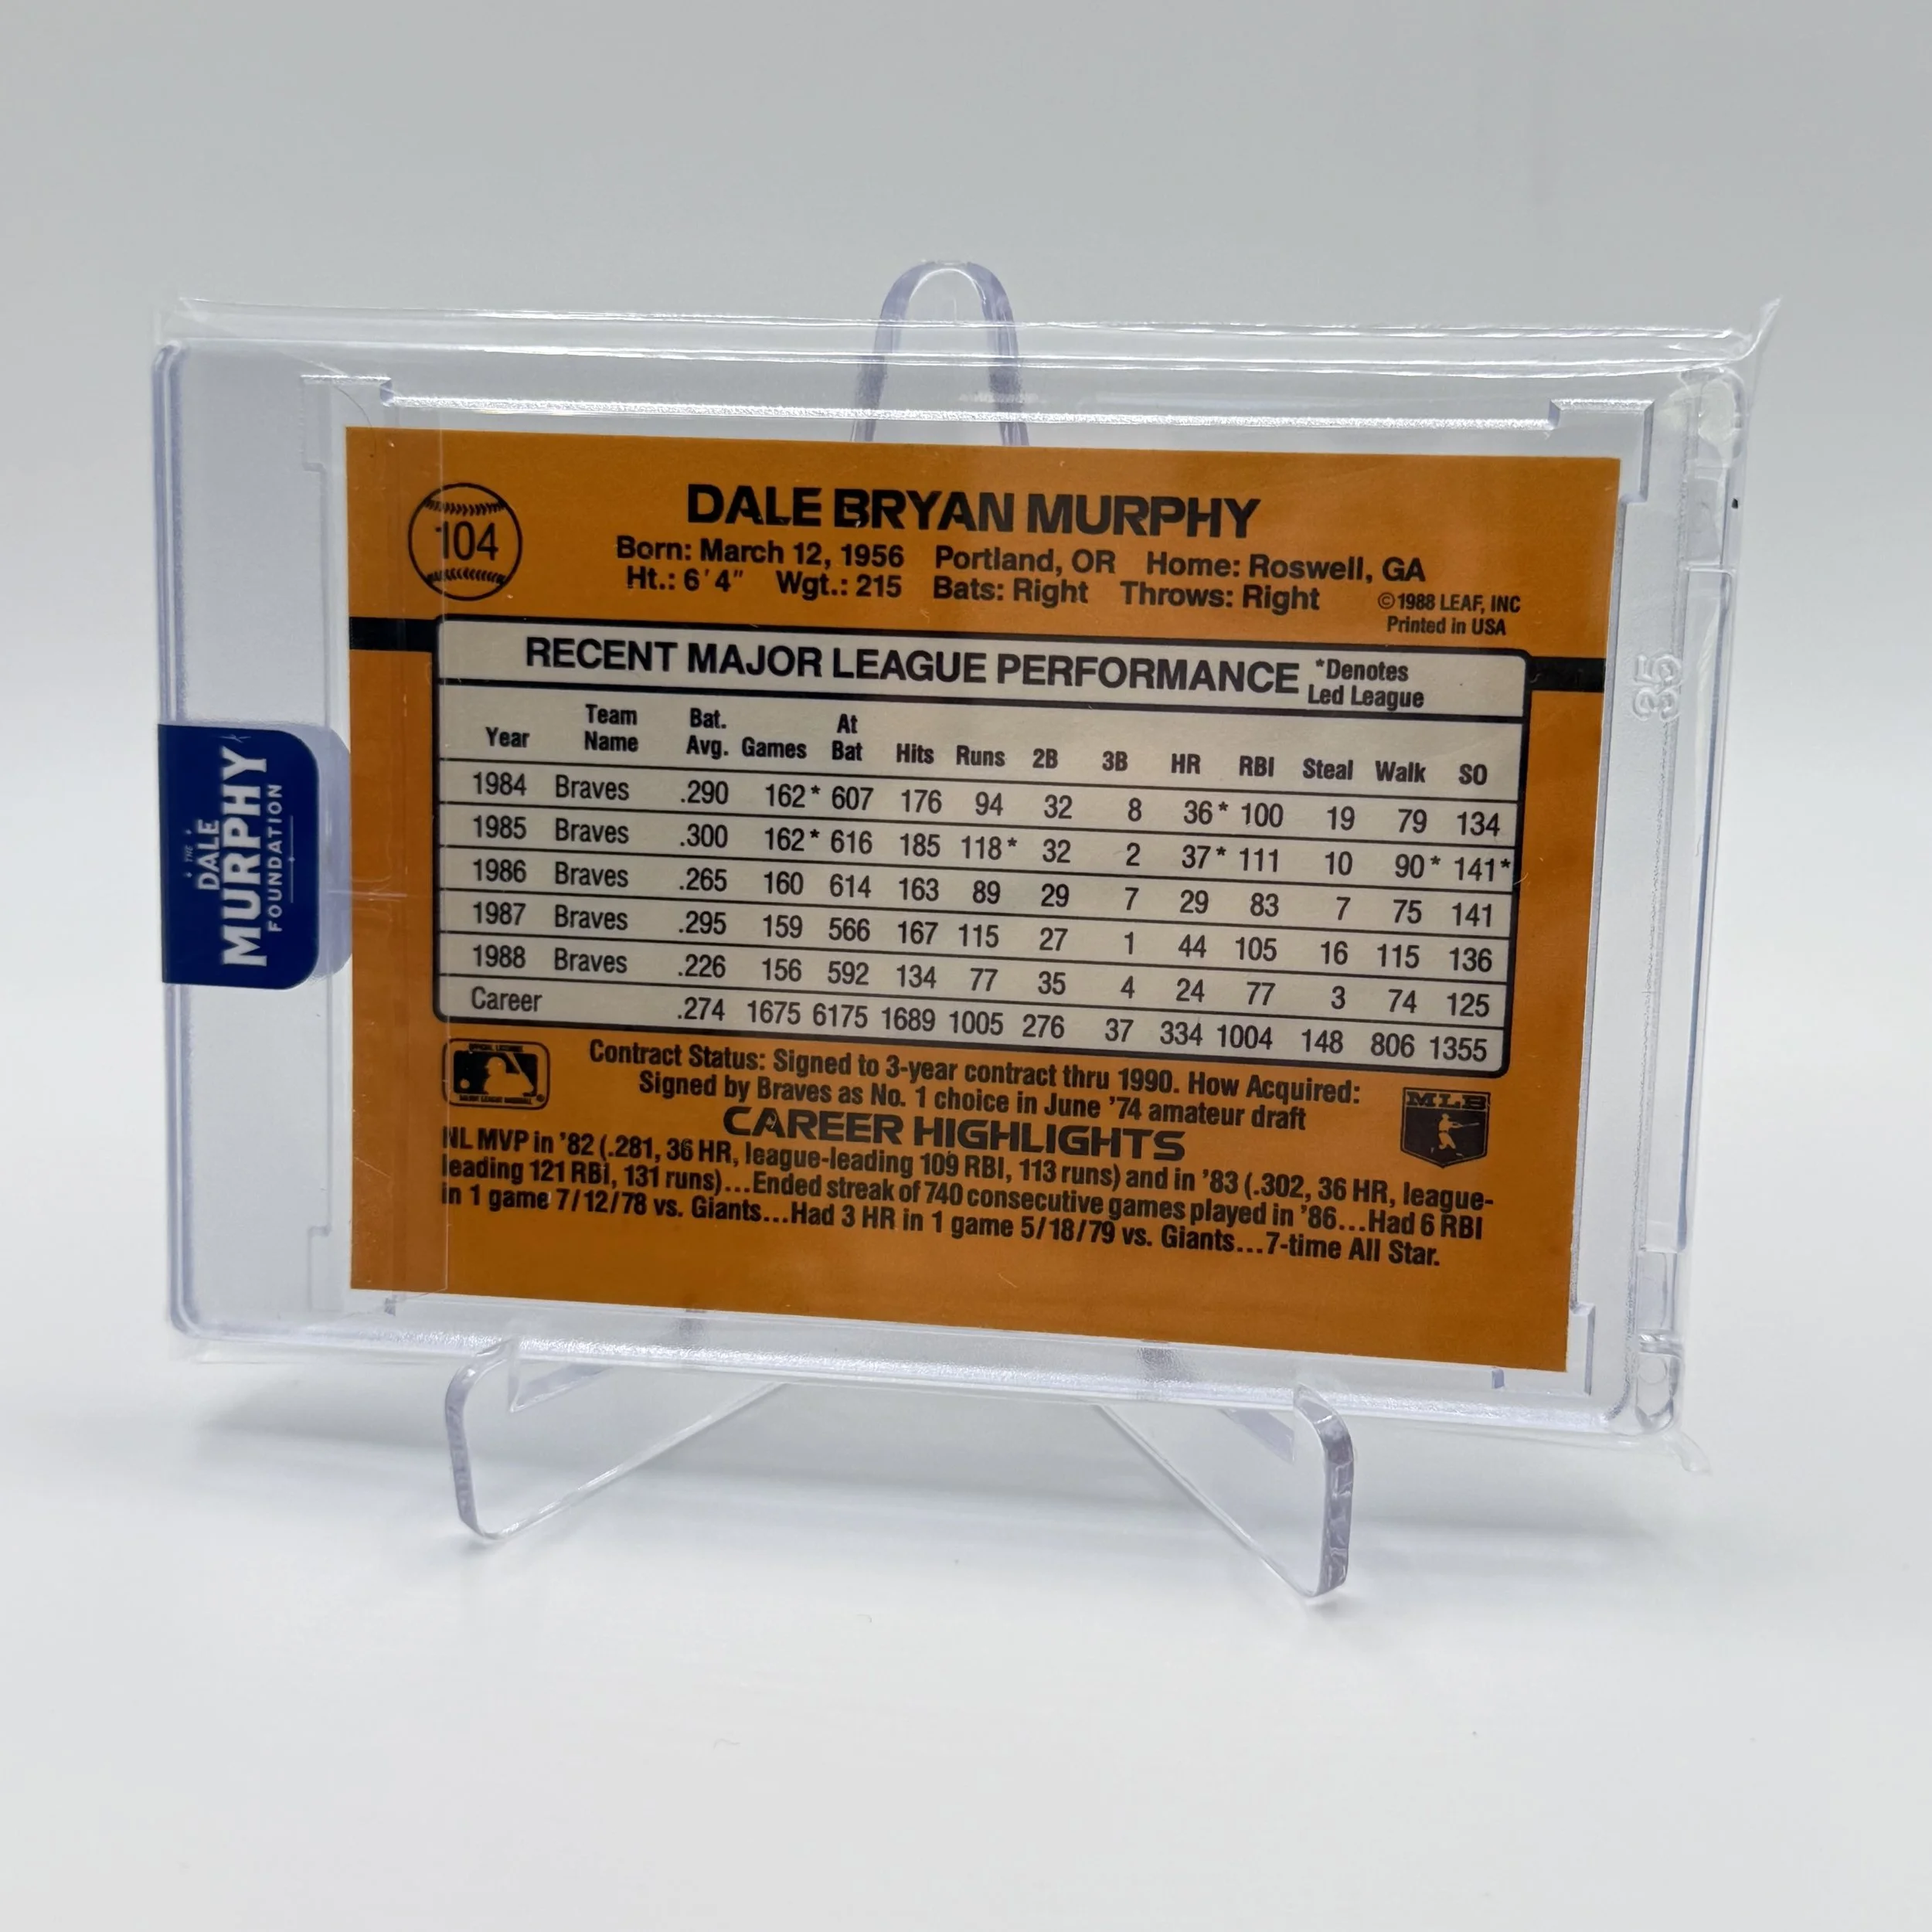 104
DALE BRYAN MURPHY
Born: March 12, 1956 Portland, OR Home: Roswell, GA
Ht.: 6'4" Wgt.: 215 Bats: Right Throws: Right
©1988 LEAF, INC
Printed in USA
RECENT MAJOR LEAGUE PERFORMANCE *Denotes
Led League
Year Team Name Bat. Avg. Games At Bat Hits Runs 2B 3B HR RBI Steal Walk SO
1984 Braves .290 162* 607 176 94 32 8 36* 100 19 79 134
1985 Braves .300 162* 616 185 118* 32 2 37* 111 10 90* 141*
1986 Braves .265 160 614 163 89 29 7 29 83 7 75 141
1987 Braves .295 159 566 167 115 27 1 44 105 16 115 136
1988 Braves .226 156 592 134 77 35 4 24 77 3 74 125
Career .274 1675 6175 1689 1005 276 37 334 1004 148 806 1355
Contract Status: Signed to 3-year contract thru 1990. How Acquired:
Signed by Braves as No. 1 choice in June '74 amateur draft
CAREER HIGHLIGHTS
NL MVP in '82 (.281, 36 HR, league-leading 109 RBI, 113 runs) and in '83 (.302, 36 HR, league-
leading 121 RBI, 131 runs)...Ended streak of 740 consecutive games played in '86...Had 6 RBI
in 1 game 7/12/78 vs. Giants...Had 3 HR in 1 game 5/18/79 vs. Giants...7-time All Star.
MLB
THE
DALE
MURPHY
FOUNDATION
35